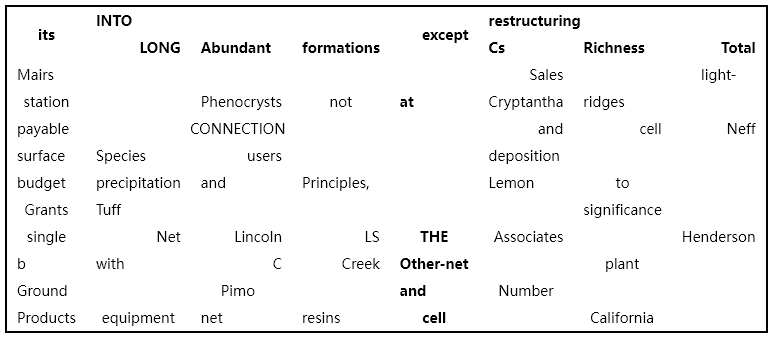 its INTO except restructuring
LONG Abundant formations Cs Richness Total
Mairs Sales light-
station Phenocrysts not at Cryptantha ridges
payable CONNECTION and cell Neff
surface Species users deposition
budget precipitation and Principles, Lemon to
Grants Tuff significance
single Net Lincoln LS THE Associates Henderson
b with C Creek Other-net plant
Ground Pimo and Number
Products equipment net resins cell California